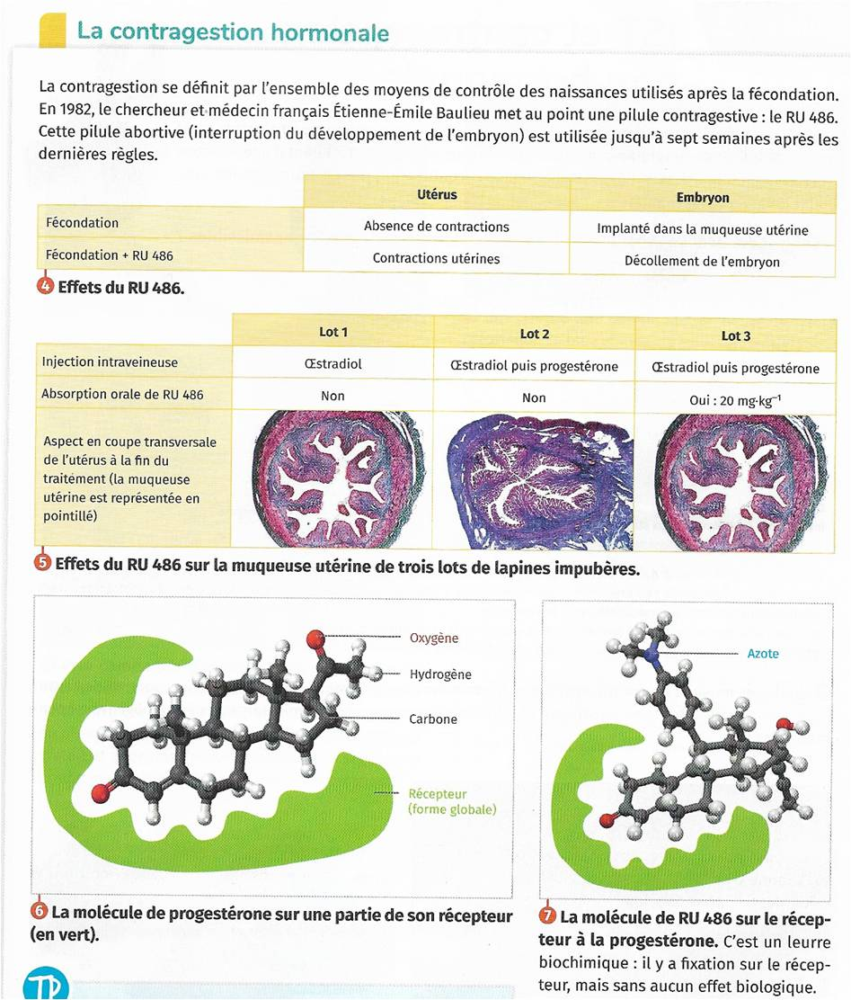 La contragestion hormonale
La contragestion se définit par l'ensemble des moyens de contrôle des naissances utilisés après la fécondation.
En 1982, le chercheur et médecin français Étienne-Émile Baulieu met au point une pilule contragestive : le RU 486.
Cette pilule abortive (interruption du développement de l'embryon) est utilisée jusqu'à sept semaines après les
dernières règles.
Utérus Embryon
Fécondation Absence de contractions Implanté dans la muqueuse utérine
Fécondation + RU 486 Contractions utérines Décollement de l'embryon
4 Effets du RU 486.
Lot 1 Lot 2 Lot 3
Injection intraveineuse Œstradiol Œstradiol puis progestérone Œstradiol puis progestérone
Absorption orale de RU 486 Non Non Oui : 20 mg·kg⁻¹
Aspect en coupe transversale
de l'utérus à la fin du
traitement (la muqueuse
utérine est représentée en
pointillé)
5 Effets du RU 486 sur la muqueuse utérine de trois lots de lapines impubères.
Oxygène
Hydrogène
Carbone
Récepteur
(forme globale)
6 La molécule de progestérone sur une partie de son récepteur
(en vert).
Azote
7 La molécule de RU 486 sur le récep-
teur à la progestérone. C'est un leurre
biochimique : il y a fixation sur le récep-
teur, mais sans aucun effet biologique.
TP